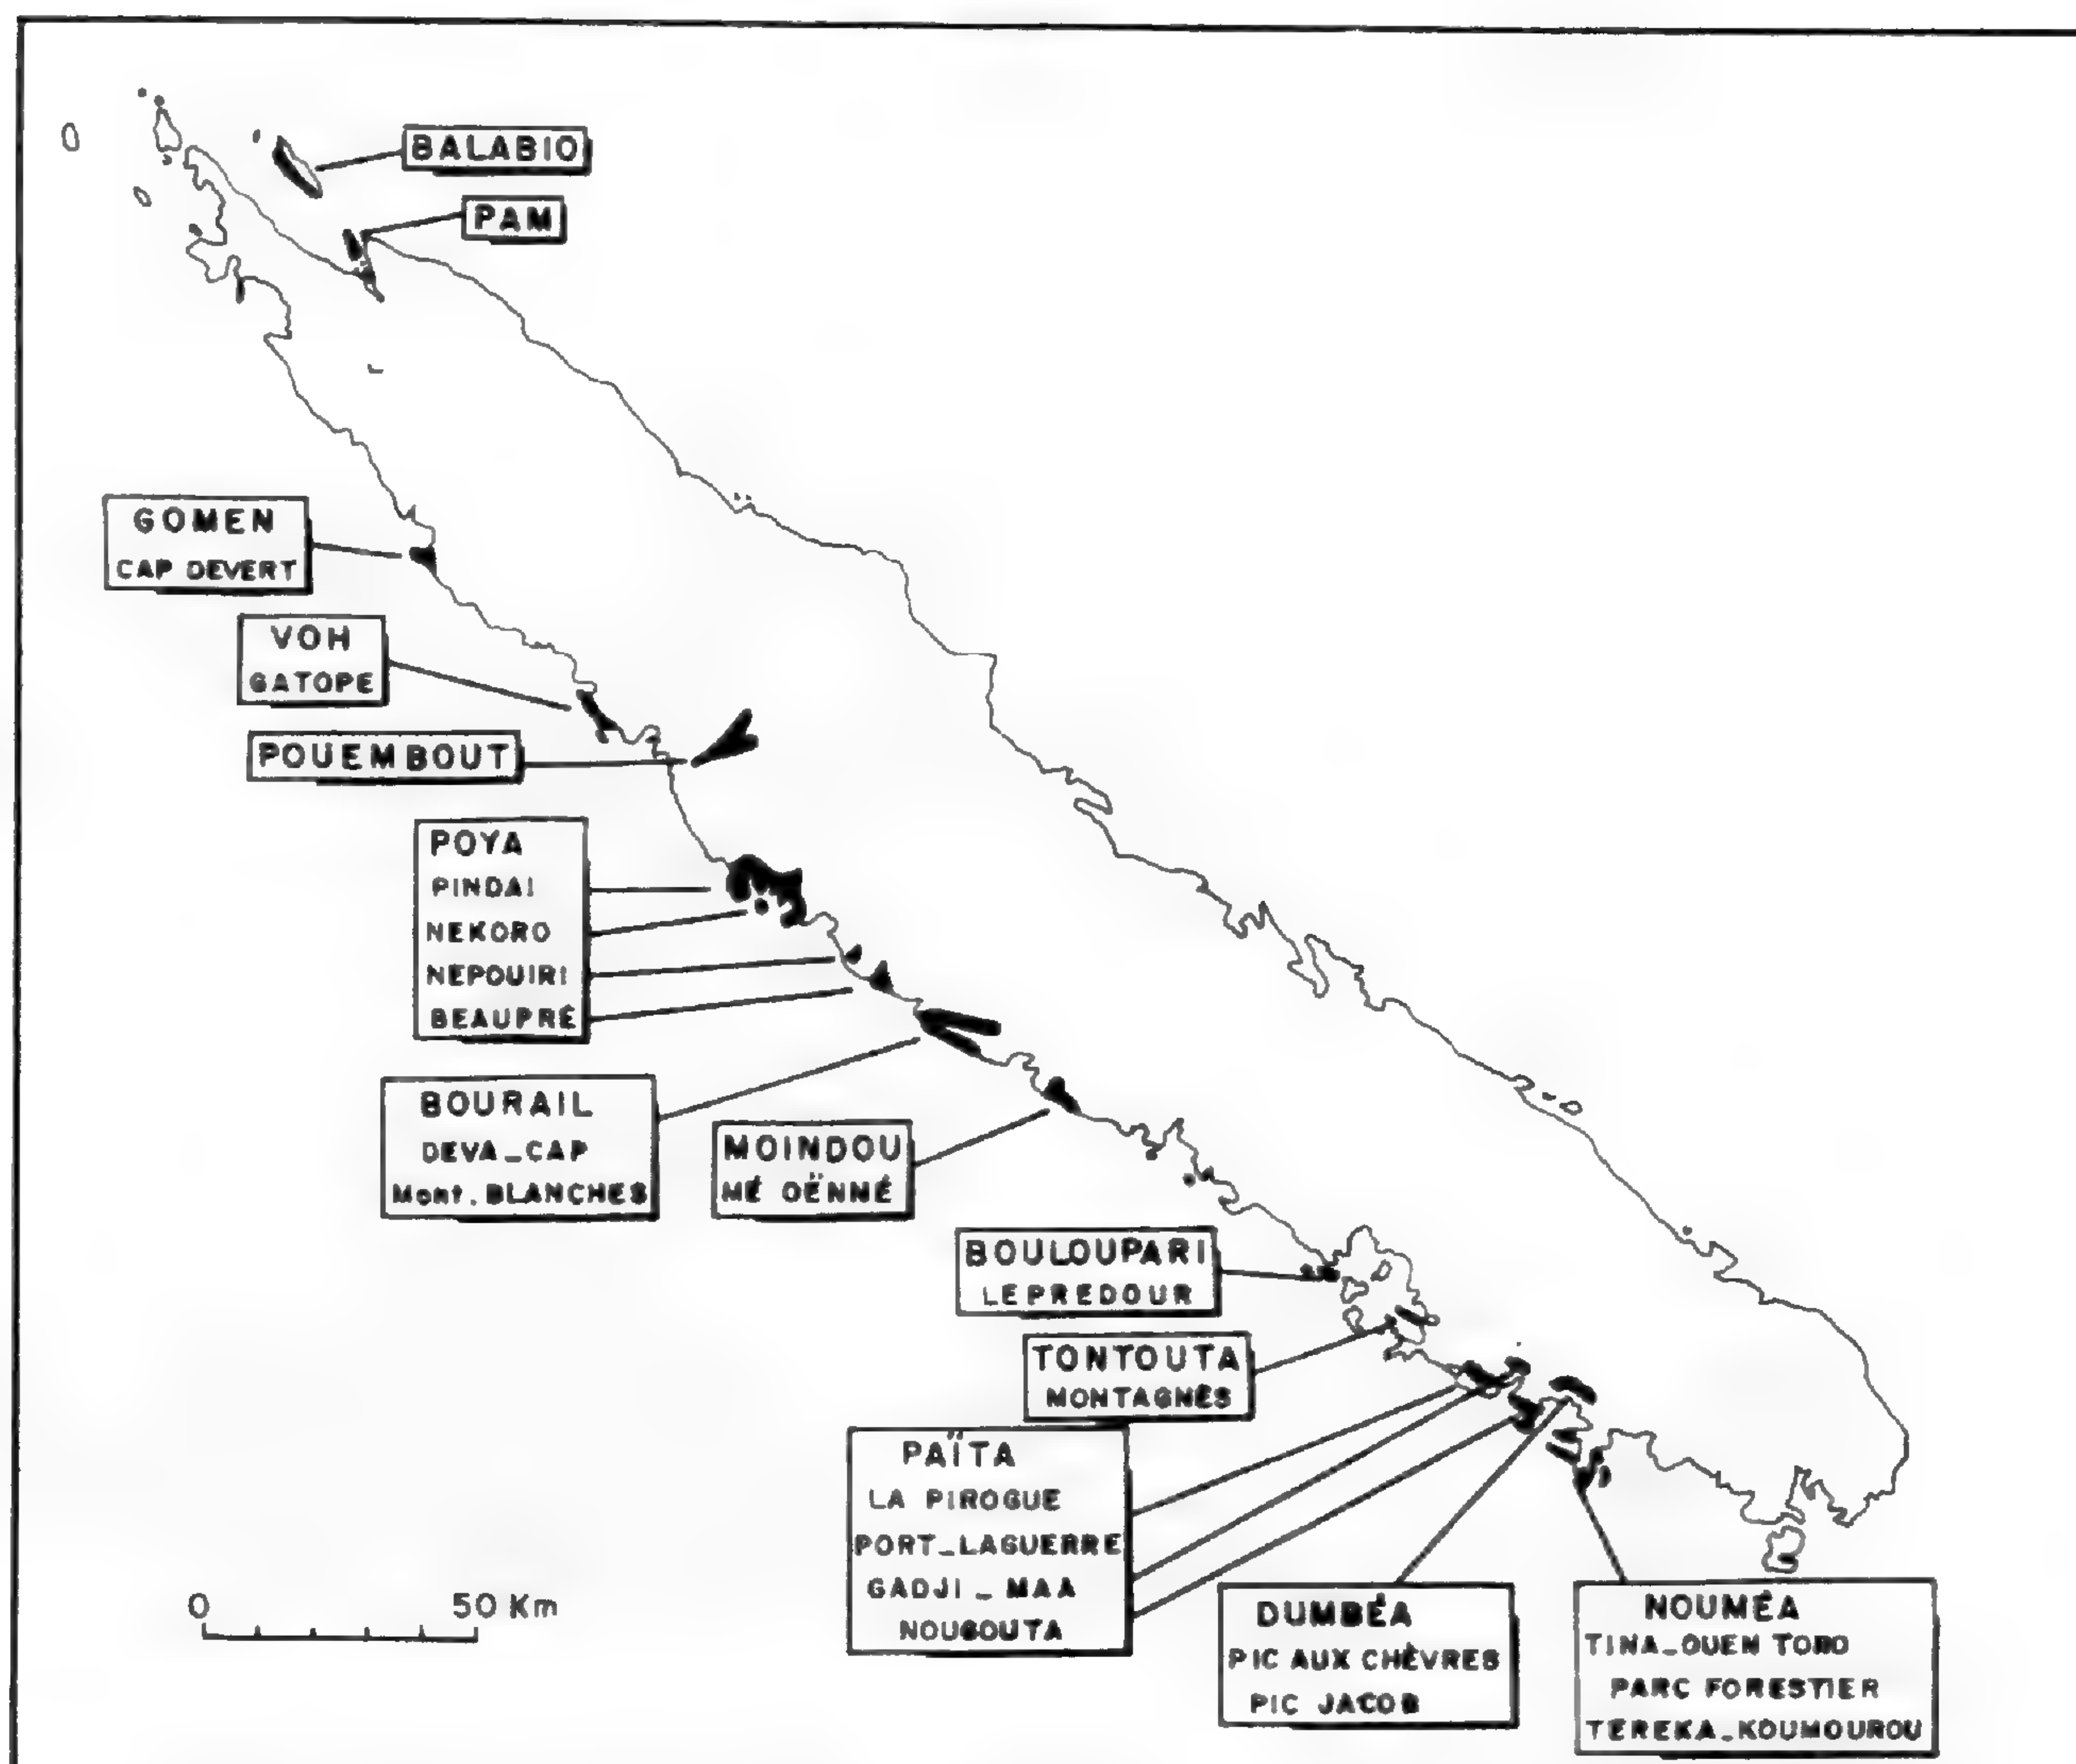 BALABIO
PAM
GOMEN
CAP DEVERT
VOH
GATOPE
POUEMBOUT
POYA
PINDAI
NEKORO
NEPOUIRI
BEAUPRÉ
BOURAIL
DEVA_CAP
Mont. BLANCHES
MOINDOU
MÉ OËNNÉ
BOULOUPARI
LEPREDOUR
TONTOUTA
MONTAGNÈS
PAÏTA
LA PIROGUE
PORT_LAGUERRE
GADJI _ MAA
NOUBOUTA
DUMBÉA
PIC AUX CHÈVRES
PIC JACOB
NOUMÉA
TINA_OUEN TORO
PARC FORESTIER
TEREKA_KOUMOUROU
0 50 Km